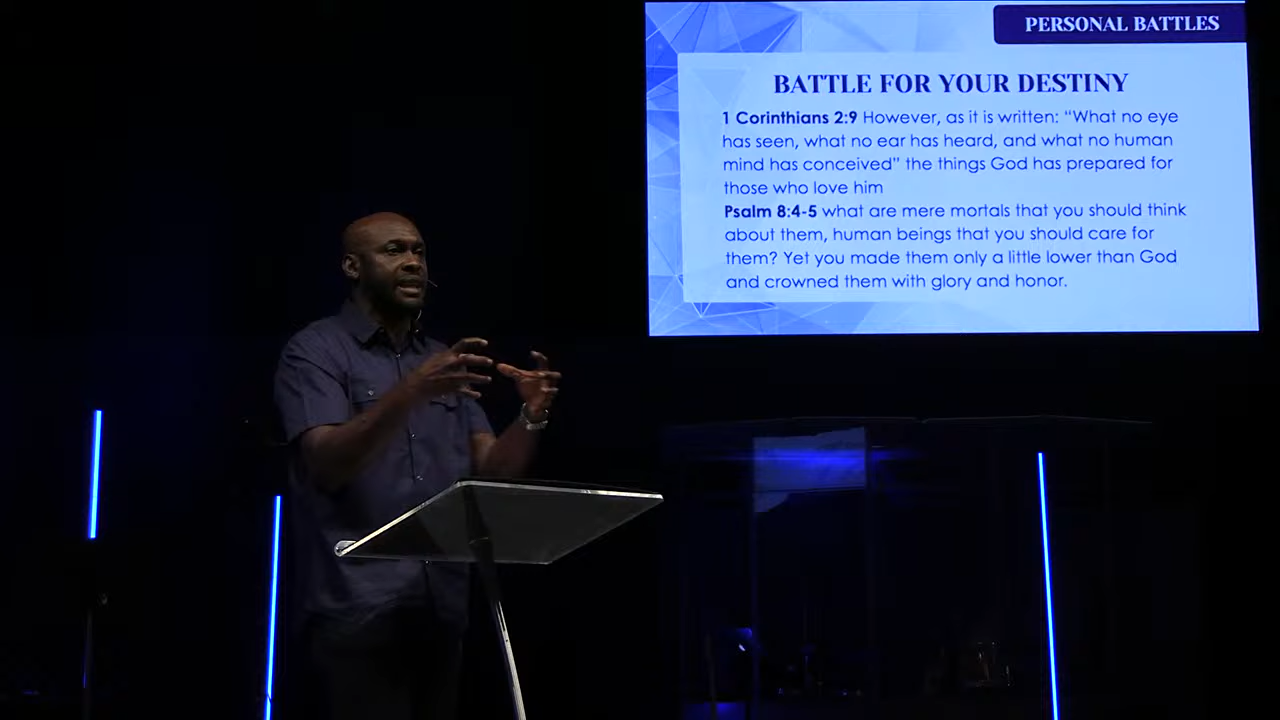 PERSONAL BATTLES
BATTLE FOR YOUR DESTINY
1 Corinthians 2:9 However, as it is written: “What no eye
has seen, what no ear has heard, and what no human
mind has conceived” the things God has prepared for
those who love him
Psalm 8:4-5 what are mere mortals that you should think
about them, human beings that you should care for
them? Yet you made them only a little lower than God
and crowned them with glory and honor.